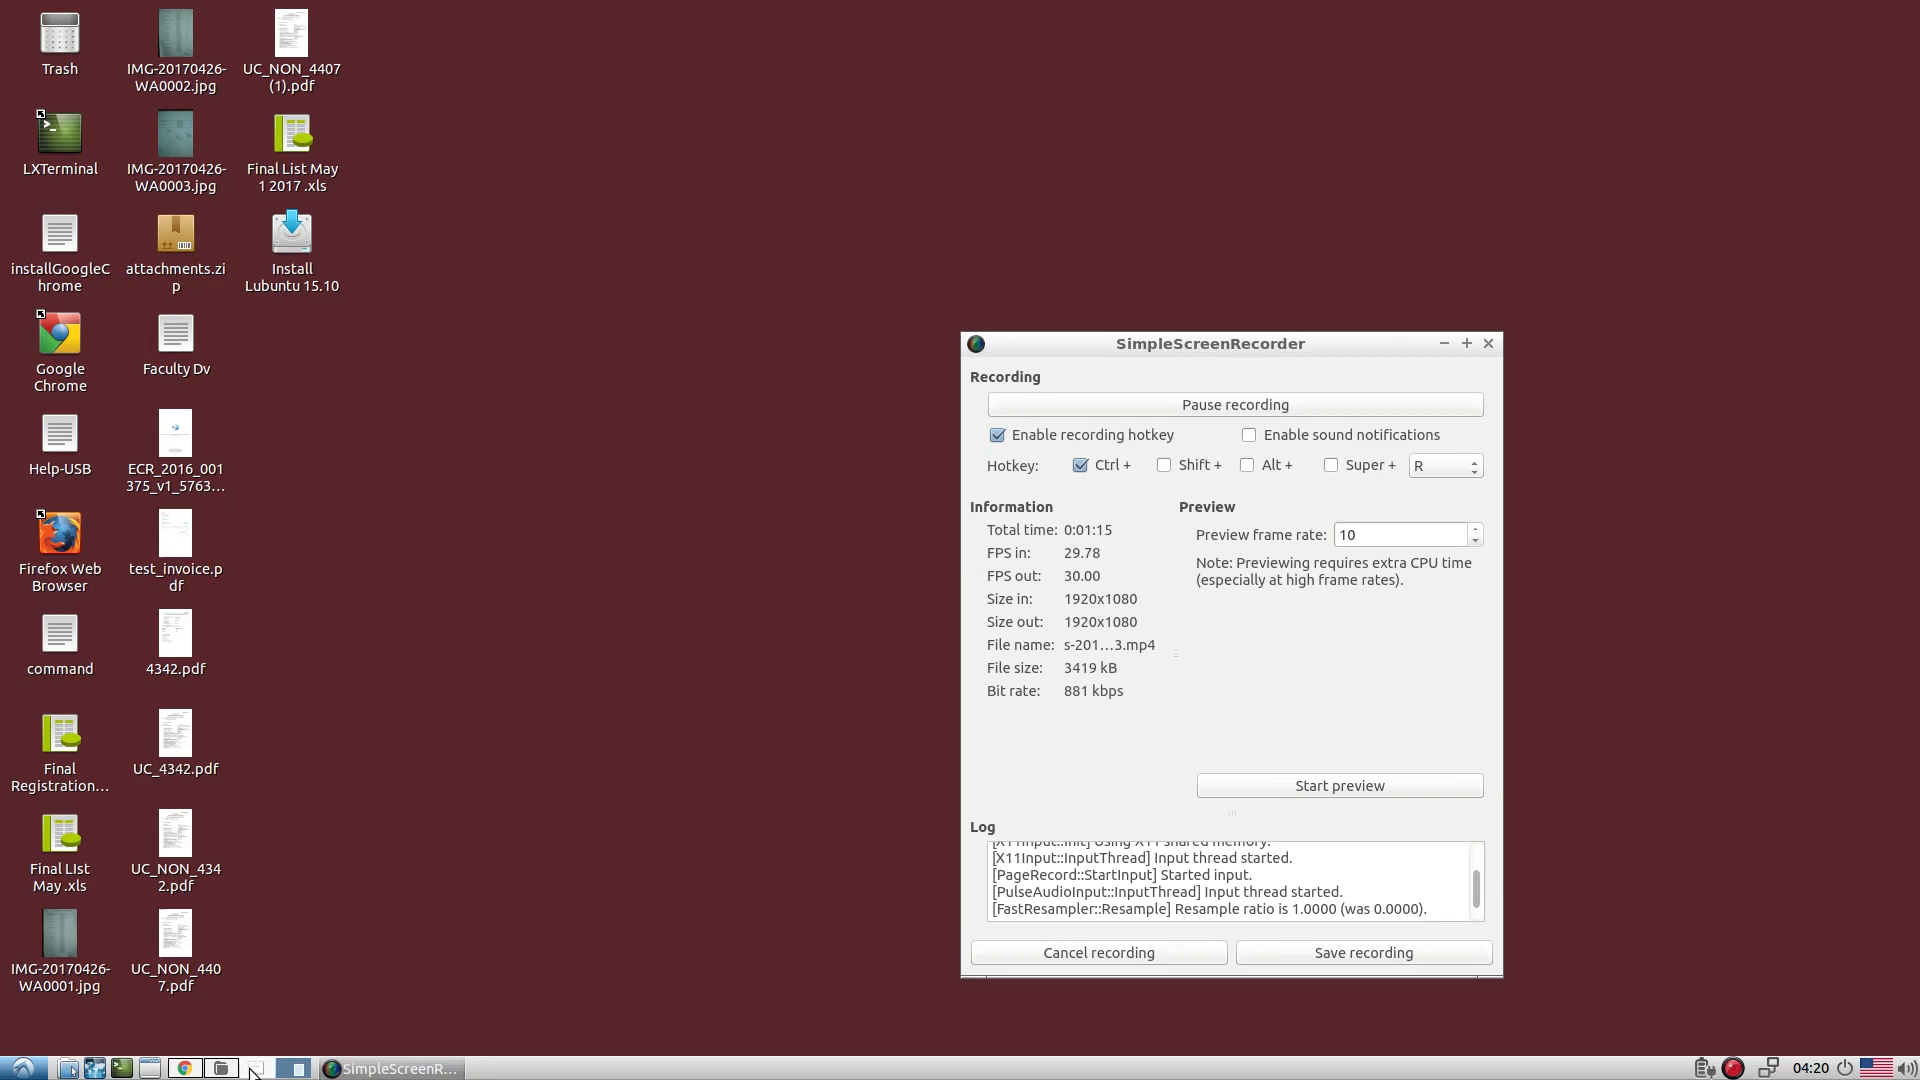 Trash
IMG-20170426-
WA0002.jpg
UC_NON_4407
(1).pdf
LXTerminal
IMG-20170426-
WA0003.jpg
Final List May
1 2017 .xls
installGoogleC
hrome
attachments.zi
p
Install
Lubuntu 15.10
Google
Chrome
Faculty Dv
Help-USB
ECR_2016_001
375_v1_5763...
Firefox Web
Browser
test_invoice.p
df
command
4342.pdf
Final
Registration...
UC_4342.pdf
Final LIst
May .xls
UC_NON_434
2.pdf
IMG-20170426-
WA0001.jpg
UC_NON_440
7.pdf
SimpleScreenRecorder
Recording
Pause recording
Enable recording hotkey
Enable sound notifications
Hotkey: Ctrl + Shift + Alt + Super + R
Information
Total time: 0:01:15
FPS in: 29.78
FPS out: 30.00
Size in: 1920x1080
Size out: 1920x1080
File name: s-201...3.mp4
File size: 3419 kB
Bit rate: 881 kbps
Preview
Preview frame rate: 10
Note: Previewing requires extra CPU time
(especially at high frame rates).
Start preview
Log
[X11Input::Init] Using X11 shared memory.
[X11Input::InputThread] Input thread started.
[PageRecord::StartInput] Started input.
[PulseAudioInput::InputThread] Input thread started.
[FastResampler::Resample] Resample ratio is 1.0000 (was 0.0000).
Cancel recording
Save recording
SimpleScreenR...
04:20